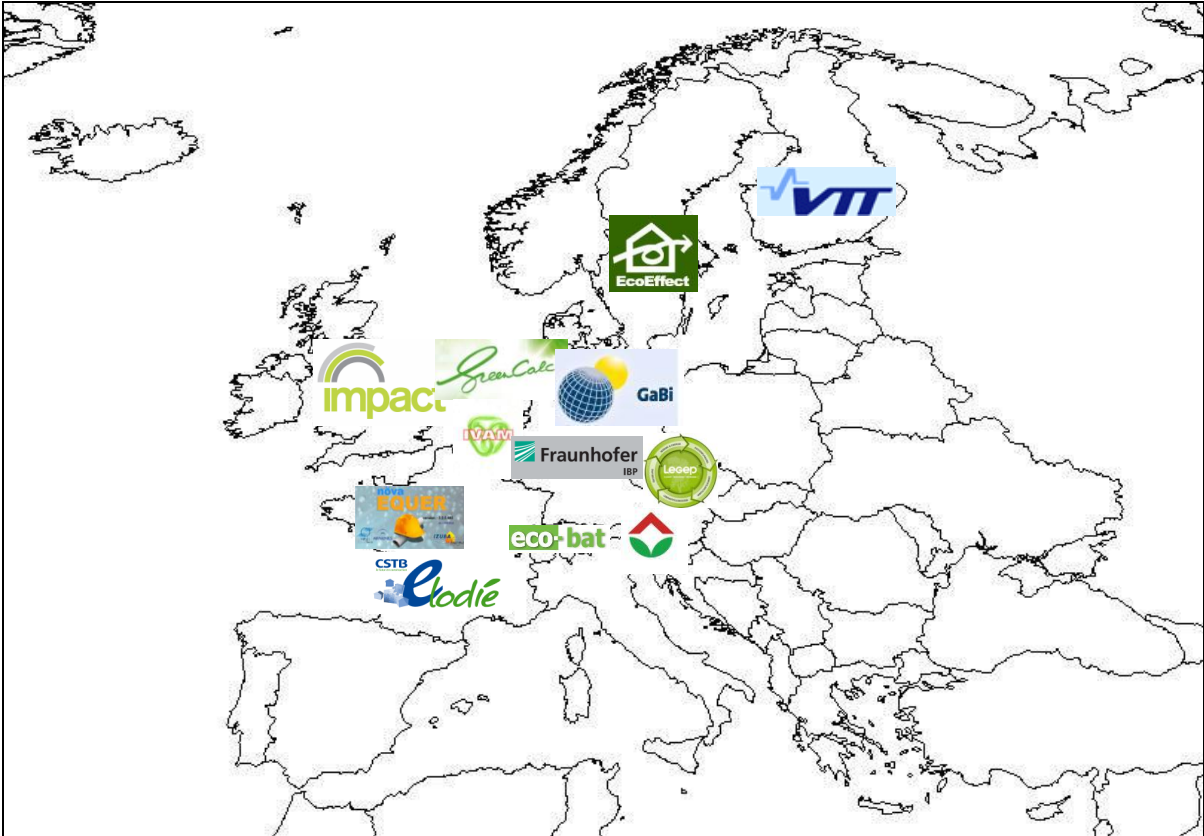 VTT
EcoEffect
impact
GreenCalc
GaBi
IVAM
Fraunhofer
IBP
LEGEP
nova
EQUER
IZUBA
eco-bat
CSTB
elodie